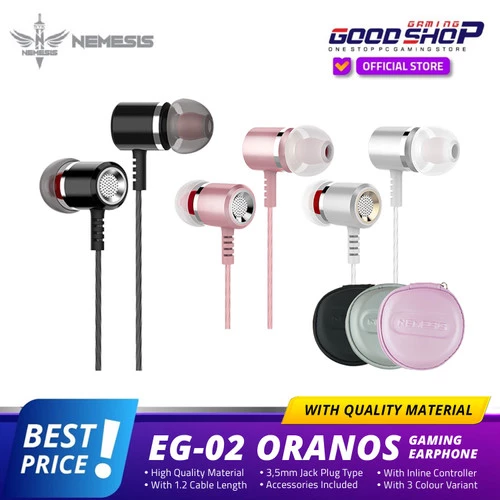 NEMESIS
NEMESIS
GAMING
GOODSHOP
ONE STOP PC GAMING STORE
OFFICIAL STORE
NEMESIS
WITH QUALITY MATERIAL
BEST
PRICE!
EG-02 ORANOS
GAMING
EARPHONE
• High Quality Material
• With 1.2 Cable Length
• 3,5mm Jack Plug Type
• Accessories Included
• With Inline Controller
• With 3 Colour Variant